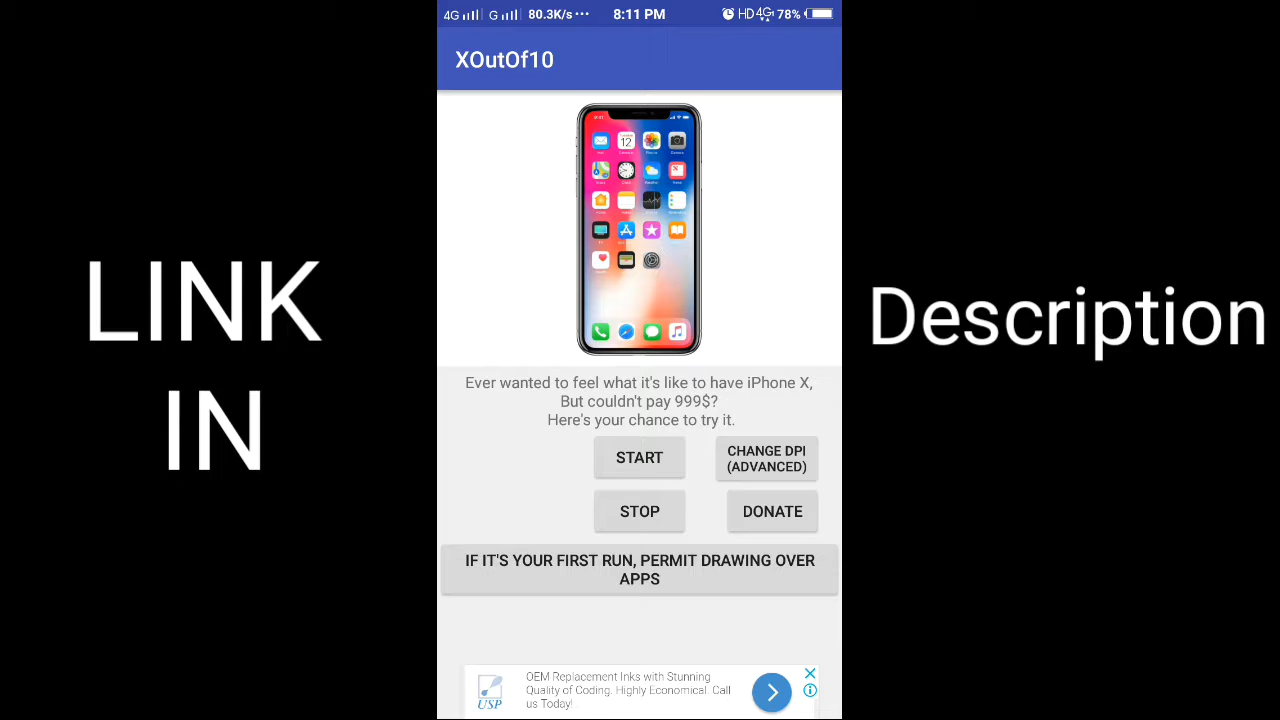 4G G 80.3K/s ··· 8:11 PM HD 4G 78%
XOutOf10
LINK
IN
Description
Ever wanted to feel what it's like to have iPhone X,
But couldn't pay 999$?
Here's your chance to try it.
START
CHANGE DPI
(ADVANCED)
STOP
DONATE
IF IT'S YOUR FIRST RUN, PERMIT DRAWING OVER
APPS
OEM Replacement Inks with Stunning
Quality of Coding. Highly Economical. Call
us Today!
USP